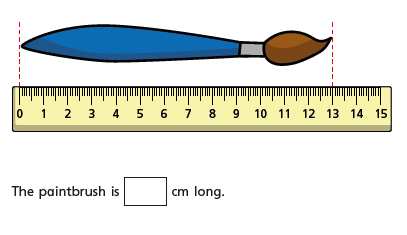 0 1 2 3 4 5 6 7 8 9 10 11 12 13 14 15
The paintbrush is cm long.